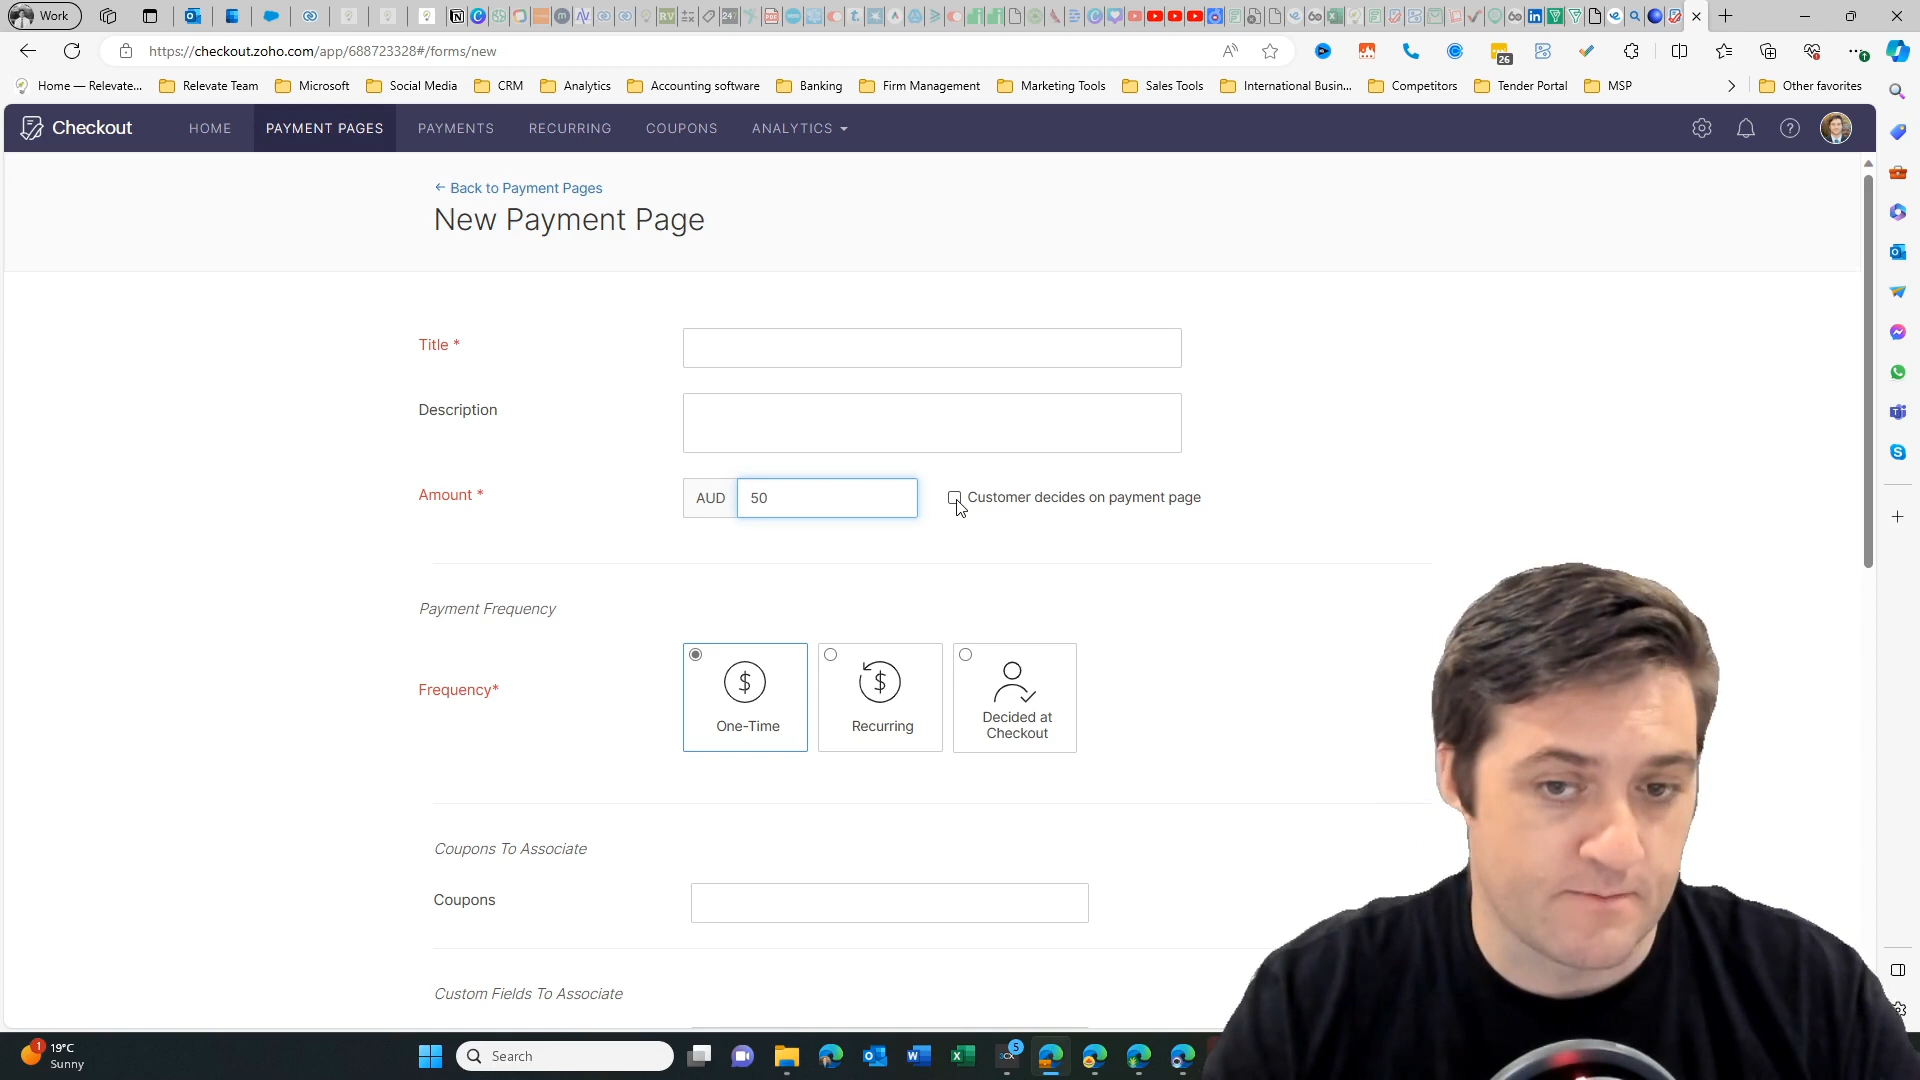 Work
https://checkout.zoho.com/app/688723328#/forms/new
26
Home — Relevate...
Relevate Team
Microsoft
Social Media
CRM
Analytics
Accounting software
Banking
Firm Management
Marketing Tools
Sales Tools
International Busin...
Competitors
Tender Portal
MSP
Other favorites
Checkout
HOME
PAYMENT PAGES
PAYMENTS
RECURRING
COUPONS
ANALYTICS
← Back to Payment Pages
New Payment Page
Title *
Description
Amount *
AUD
50
Customer decides on payment page
Payment Frequency
Frequency*
One-Time
Recurring
Decided at
Checkout
Coupons To Associate
Coupons
Custom Fields To Associate
1
19°C
Sunny
Search
5